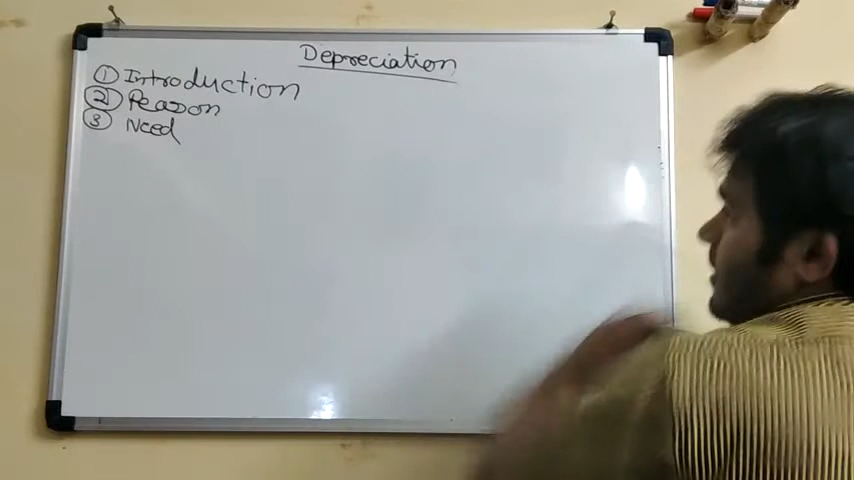 Depreciation
① Introduction
② Reason
③ Need